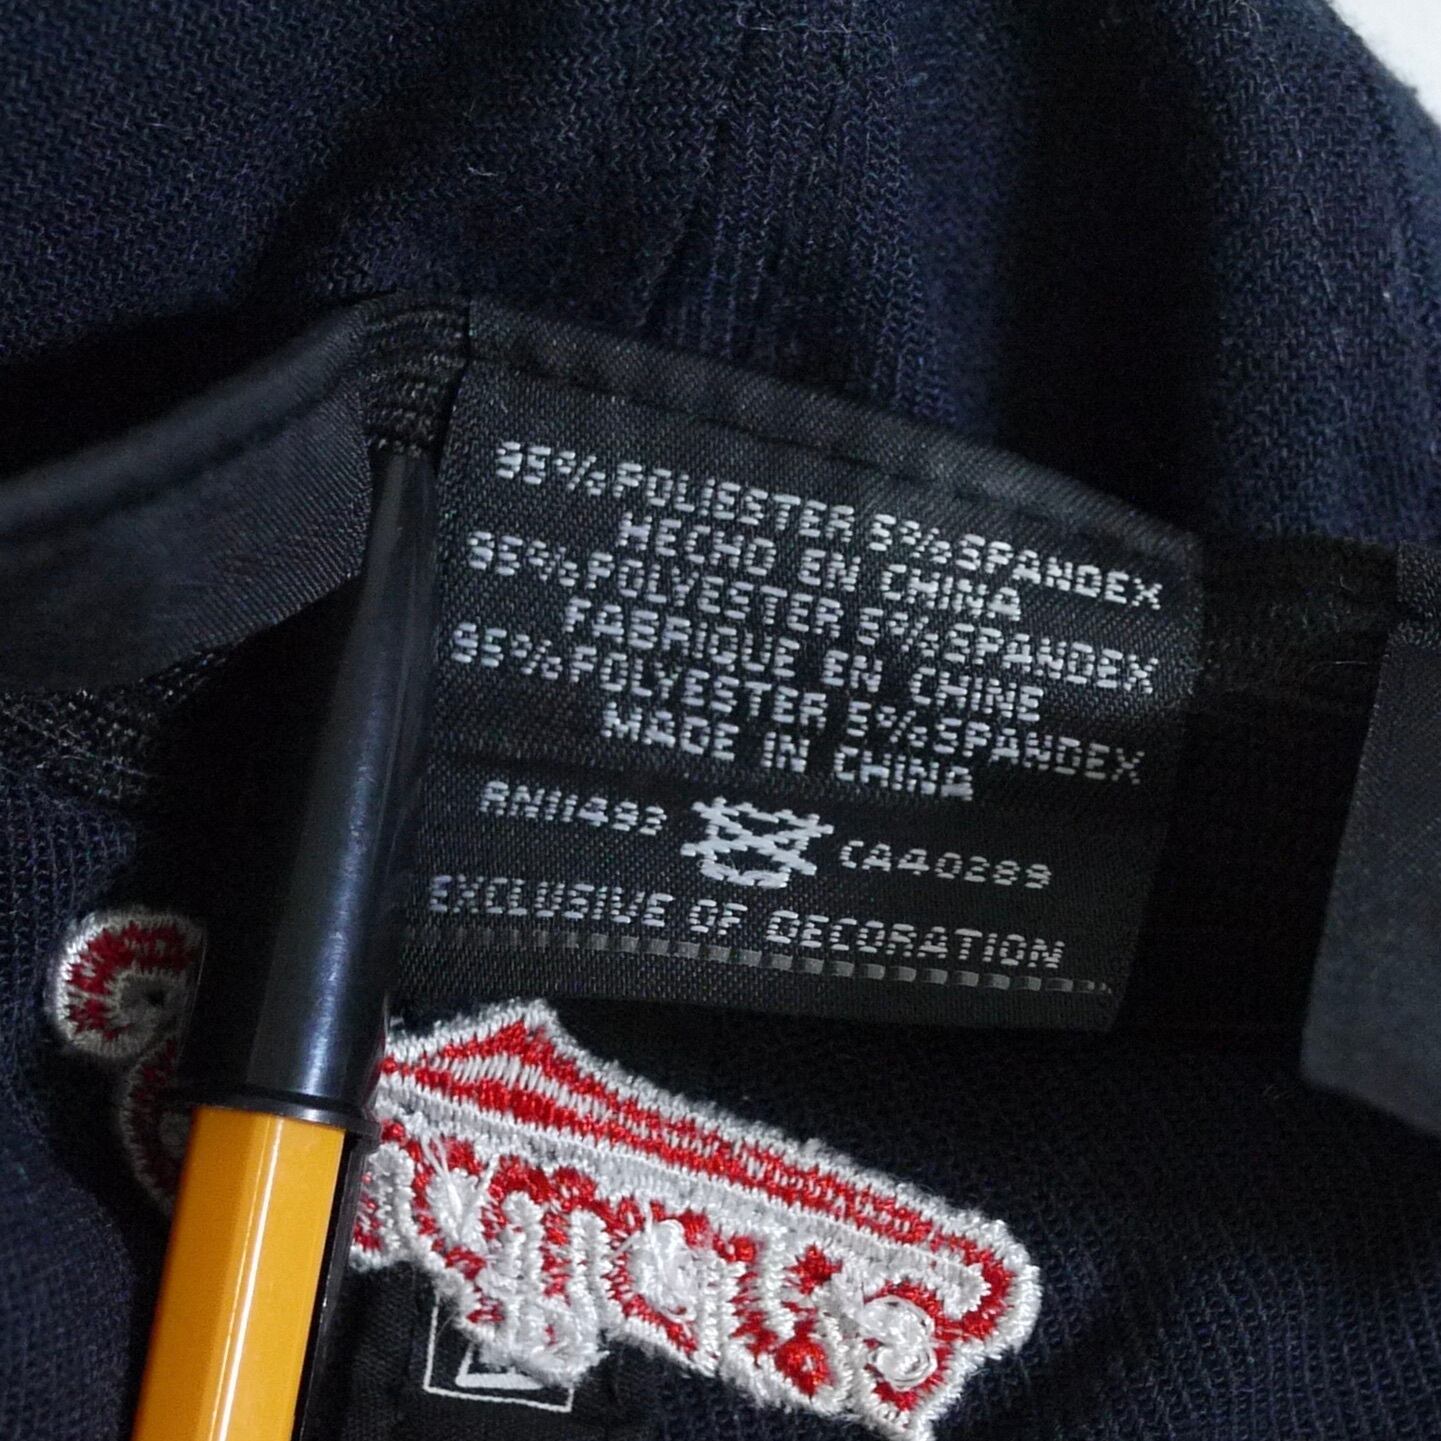 95% POLIESTER 5% SPANDEX
HECHO EN CHINA
95% POLYESTER 5% SPANDEX
FABRIQUE EN CHINE
95% POLYESTER 5% SPANDEX
MADE IN CHINA
RN11493 CA40289
EXCLUSIVE OF DECORATION